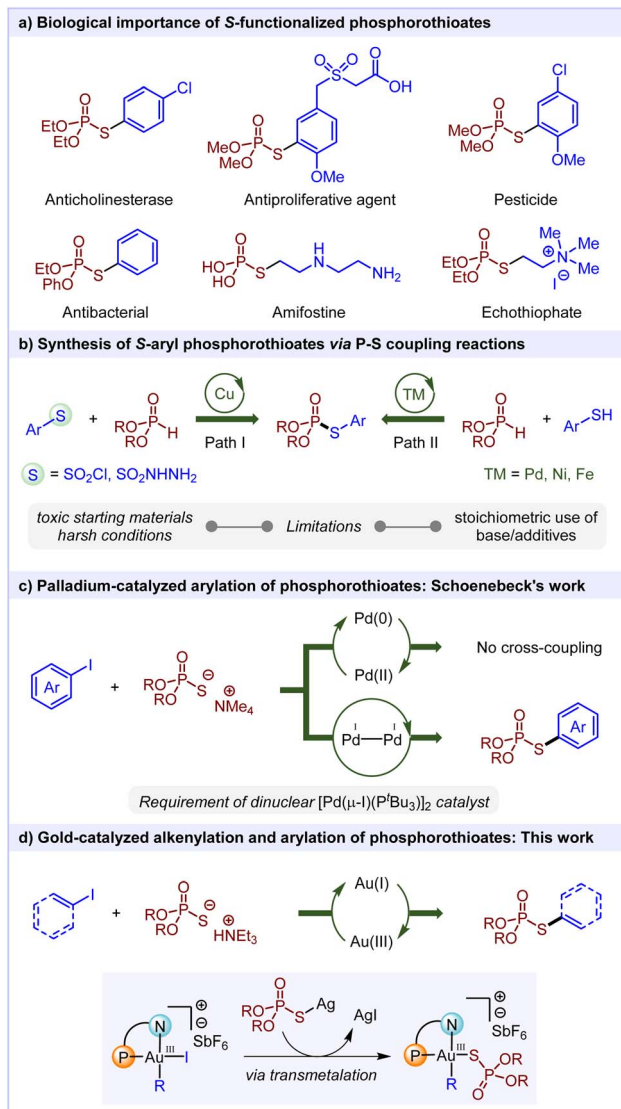 a) Biological importance of S-functionalized phosphorothioates
Cl
O
EtO
EtO
P
S
Anticholinesterase
O
O
S
O
OH
O
MeO
MeO
P
S
OMe
Antiproliferative agent
Cl
O
MeO
MeO
P
S
OMe
Pesticide
O
EtO
PhO
P
S
Antibacterial
O
HO
HO
P
S
H
N
NH2
Amifostine
O
EtO
EtO
P
S
Me
N
⊕
Me
Me
I⊖
Echothiophate
b) Synthesis of S-aryl phosphorothioates via P-S coupling reactions
Ar S + RO RO P O H
Cu
Path I
RO RO P O S Ar
TM
Path II
RO RO P O H + Ar SH
S = SO2Cl, SO2NHNH2
TM = Pd, Ni, Fe
toxic starting materials
harsh conditions
Limitations
stoichiometric use of
base/additives
c) Palladium-catalyzed arylation of phosphorothioates: Schoenebeck's work
Ar I + RO RO P O S ⊖ ⊕ NMe4
Pd(0)
Pd(II)
No cross-coupling
I I
Pd—Pd
RO RO P O S Ar
Requirement of dinuclear [Pd(μ-I)(PtBu3)]2 catalyst
d) Gold-catalyzed alkenylation and arylation of phosphorothioates: This work
I + RO RO P O S ⊖ ⊕ HNEt3
Au(I)
Au(III)
RO RO P O S
P N Au III I R ⊕ ⊖ SbF6
RO RO P O S Ag
AgI
via transmetalation
P N Au III S R P O OR OR ⊕ ⊖ SbF6